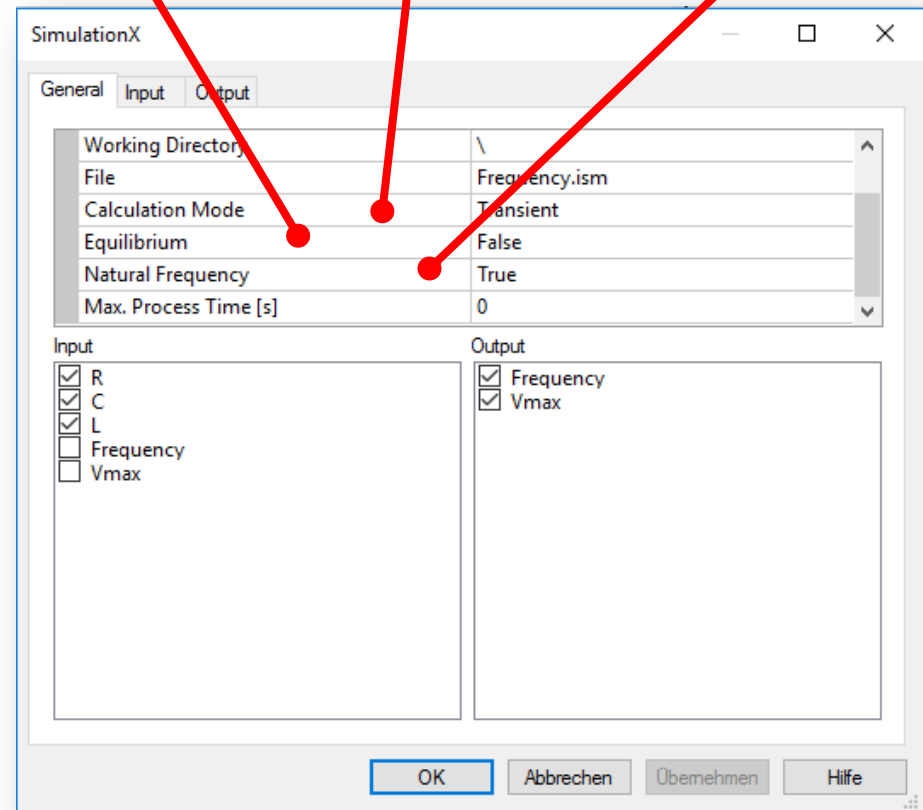 SimulationX
General Input Output
Working Directory \
File Frequency.ism
Calculation Mode Transient
Equilibrium False
Natural Frequency True
Max. Process Time [s] 0
Input Output
R
C
L
Frequency
Vmax
Frequency
Vmax
OK Abbrechen Übernehmen Hilfe